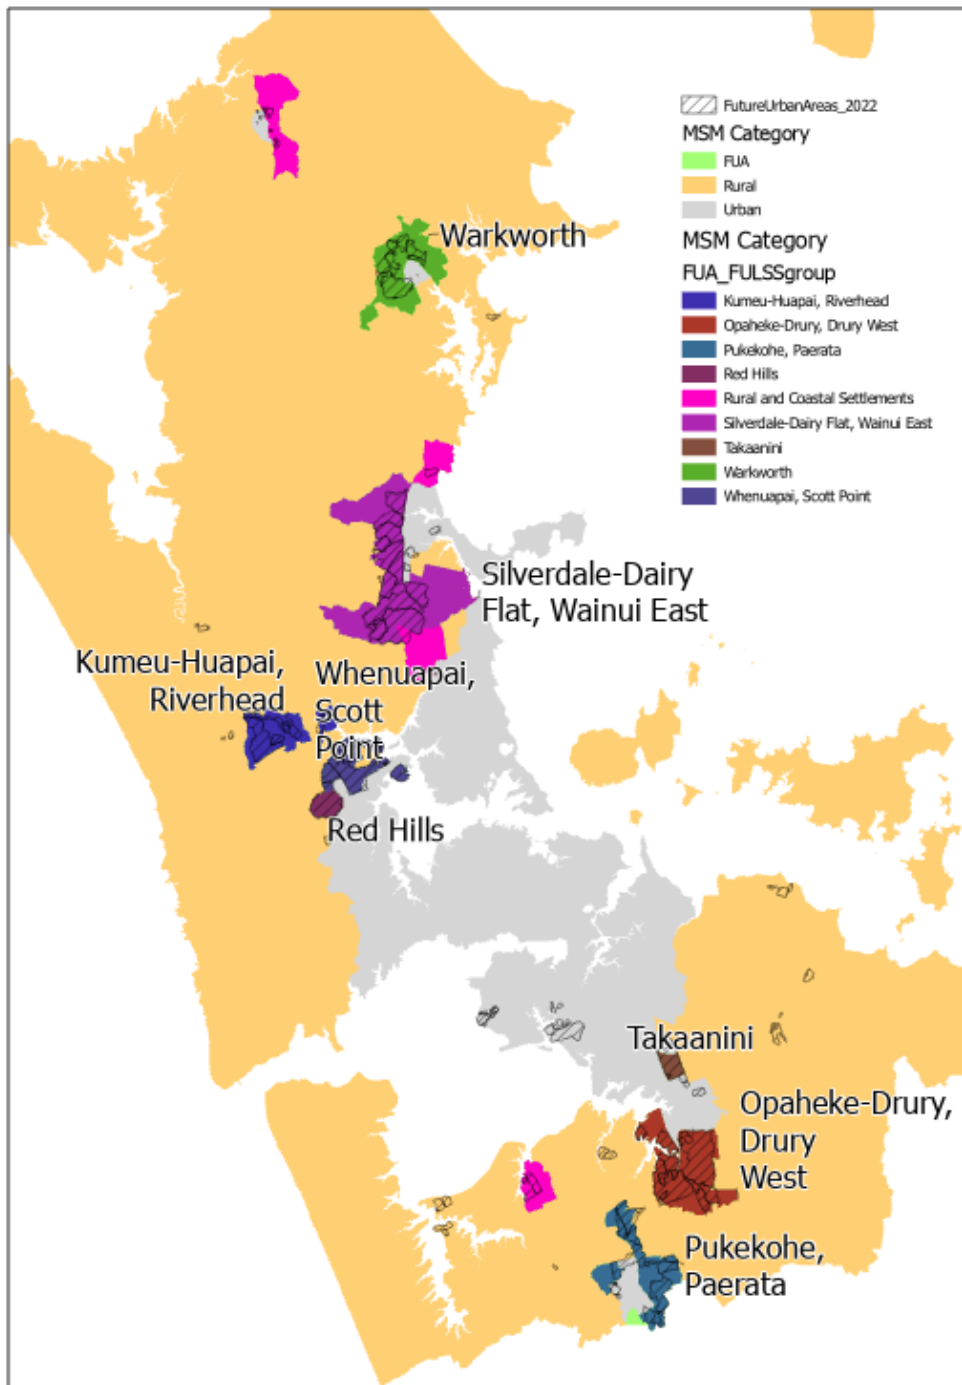 FutureUrbanAreas_2022
MSM Category
FUA
Rural
Urban
MSM Category
FUA_FULSSgroup
Kumeu-Huapai, Riverhead
Opaheke-Drury, Drury West
Pukekohe, Paerata
Red Hills
Rural and Coastal Settlements
Silverdale-Dairy Flat, Wainui East
Takaanini
Warkworth
Whenuapai, Scott Point
Warkworth
Silverdale-Dairy
Flat, Wainui East
Kumeu-Huapai,
Riverhead
Whenuapai,
Scott
Point
Red Hills
Takaanini
Opaheke-Drury,
Drury
West
Pukekohe,
Paerata